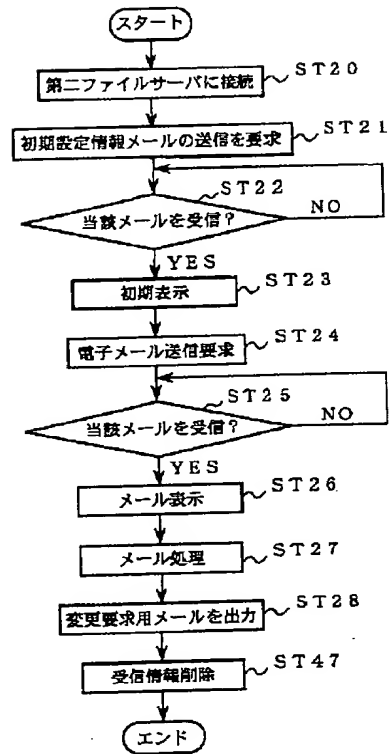 スタート
第二ファイルサーバに接続 ST20
初期設定情報メールの送信を要求 ST21
当該メールを受信? ST22
NO
YES
初期表示 ST23
電子メール送信要求 ST24
当該メールを受信? ST25
NO
YES
メール表示 ST26
メール処理 ST27
変更要求用メールを出力 ST28
受信情報削除 ST47
エンド